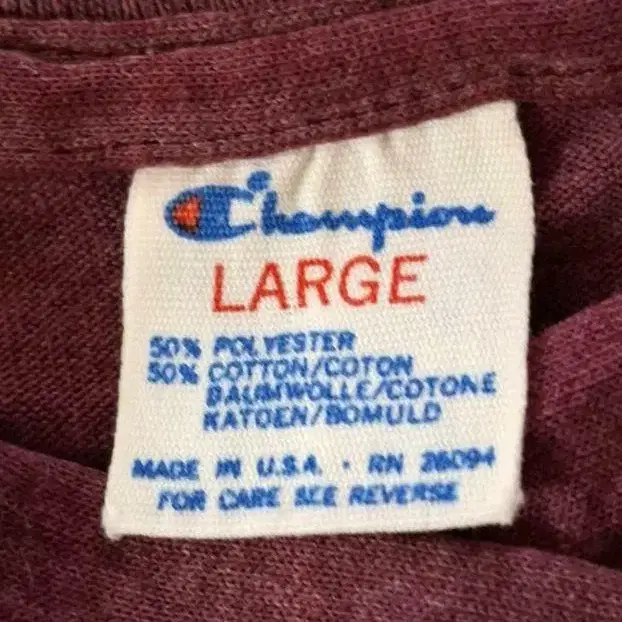 Champion
LARGE
50% POLYESTER
50% COTTON/COTON
BAUMWOLLE/COTONE
KATOEN/BOMULD
MADE IN U.S.A. • RN 26094
FOR CARE SEE REVERSE